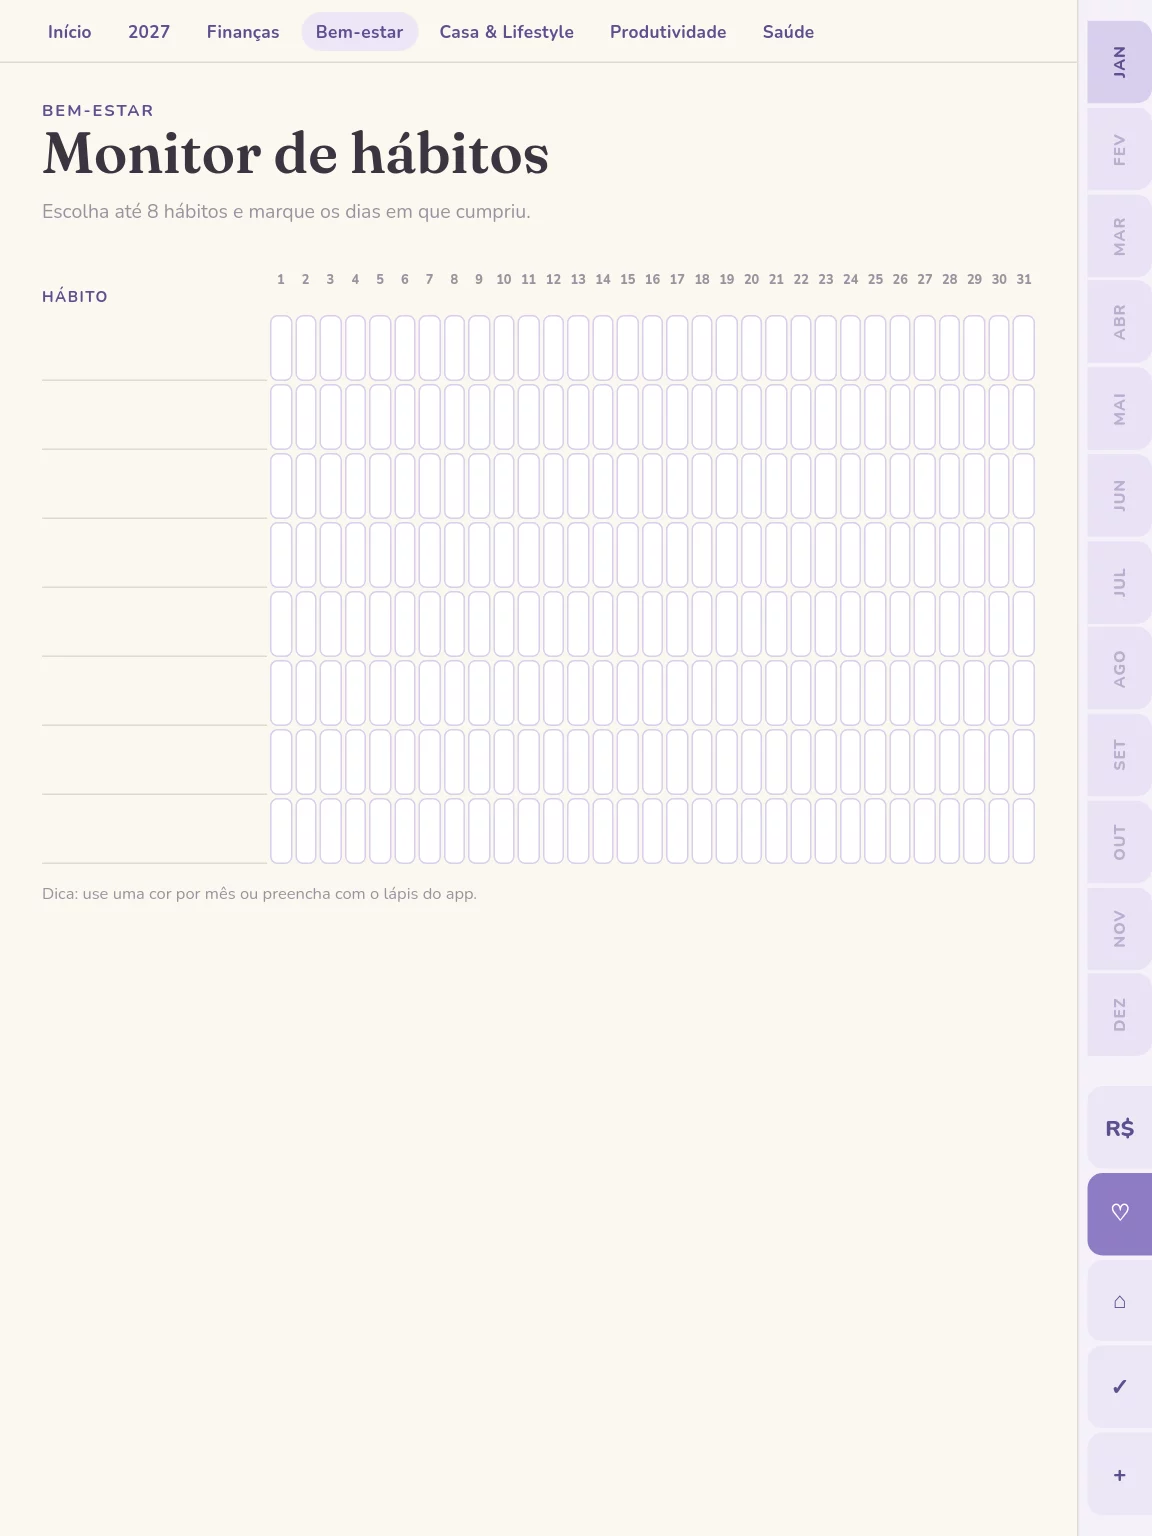 Início 2027 Finanças Bem-estar Casa & Lifestyle Produtividade Saúde
BEM-ESTAR
Monitor de hábitos
Escolha até 8 hábitos e marque os dias em que cumpriu.
HÁBITO
1 2 3 4 5 6 7 8 9 10 11 12 13 14 15 16 17 18 19 20 21 22 23 24 25 26 27 28 29 30 31
Dica: use uma cor por mês ou preencha com o lápis do app.
JAN
FEV
MAR
ABR
MAI
JUN
JUL
AGO
SET
OUT
NOV
DEZ
R$
♡
⌂
✓
+